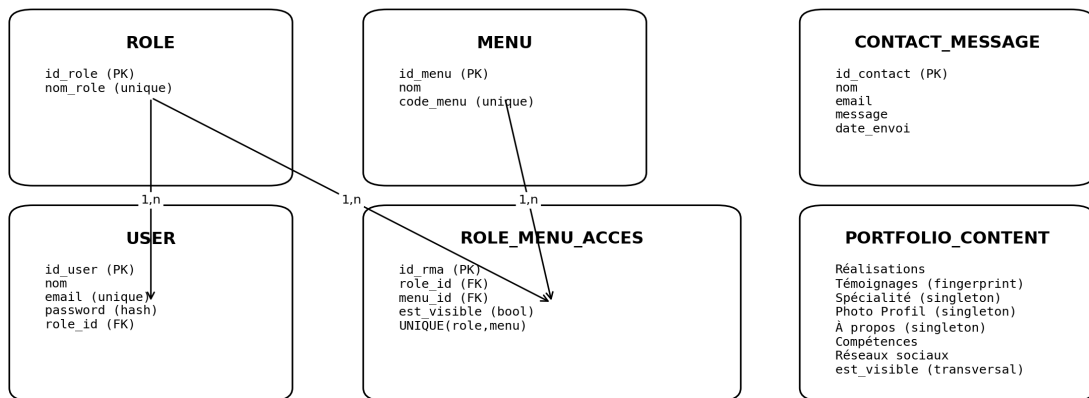 ROLE
id_role (PK)
nom_role (unique)
MENU
id_menu (PK)
nom
code_menu (unique)
CONTACT_MESSAGE
id_contact (PK)
nom
email
message
date_envoi
1,n
1,n
1,n
USER
id_user (PK)
nom
email (unique)
password (hash)
role_id (FK)
ROLE_MENU_ACCES
id_rma (PK)
role_id (FK)
menu_id (FK)
est_visible (bool)
UNIQUE(role,menu)
PORTFOLIO_CONTENT
Réalisations
Témoignages (fingerprint)
Spécialité (singleton)
Photo Profil (singleton)
À propos (singleton)
Compétences
Réseaux sociaux
est_visible (transversal)